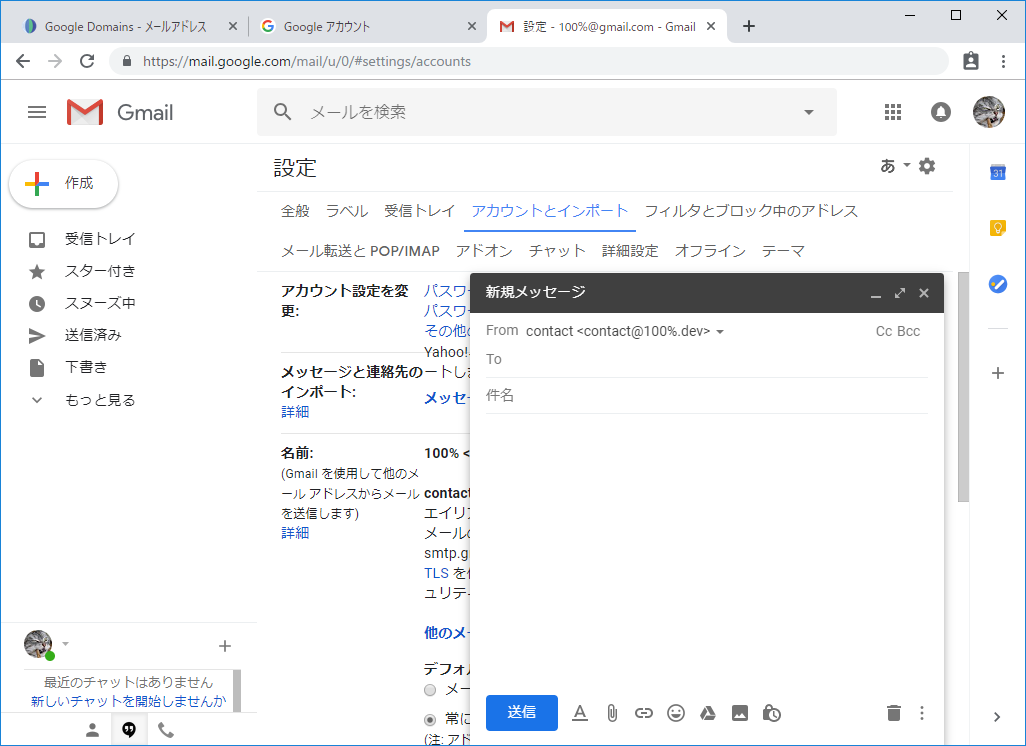 Google Domains - メールアドレス
Google アカウント
設定 - 100%@gmail.com - Gmail
https://mail.google.com/mail/u/0/#settings/accounts
Gmail
メールを検索
作成
設定
あ
31
全般 ラベル 受信トレイ アカウントとインポート フィルタとブロック中のアドレス
メール転送と POP/IMAP アドオン チャット 詳細設定 オフライン テーマ
受信トレイ
スター付き
スヌーズ中
送信済み
下書き
もっと見る
アカウント設定を変
更:
パスワ
パスワ
その他の
Yahoo!
メッセージと連絡先の
インポート:
詳細
ートしま
メッセー
名前:
(Gmail を使用して他のメ
ール アドレスからメール
を送信します)
詳細
100% <
contact
エイリア
メールの
smtp.g
TLS を使
ュリティ
他のメー
デフォル
メー
常に
(注: アド
新規メッセージ
From contact <contact@100%.dev>
Cc Bcc
To
件名
送信
最近のチャットはありません
新しいチャットを開始しませんか